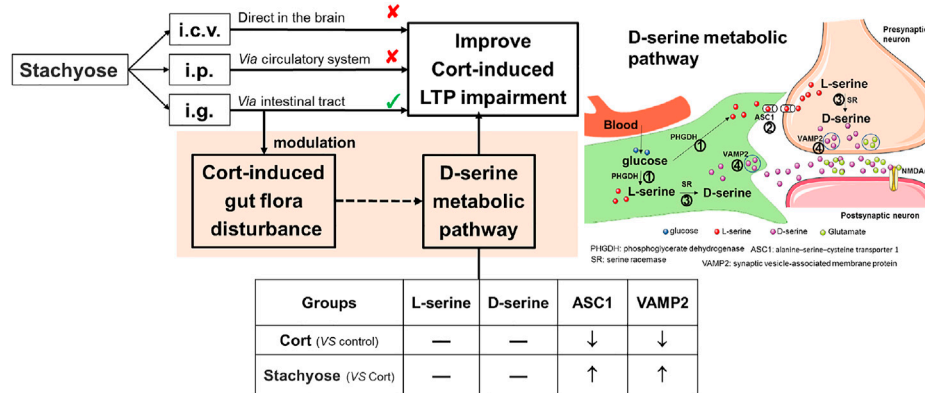 Stachyose
i.c.v.
i.p.
i.g.
Direct in the brain
Via circulatory system
Via intestinal tract
Improve
Cort-induced
LTP impairment
modulation
Cort-induced
gut flora
disturbance
D-serine
metabolic
pathway
Groups L-serine D-serine ASC1 VAMP2
Cort (VS control) — — ↓ ↓
Stachyose (VS Cort) — — ↑ ↑
D-serine metabolic
pathway
Presynaptic
neuron
L-serine
③ SR
D-serine
VAMP2
④
ASC1
②
Blood
PHGDH
①
glucose
PHGDH ①
L-serine
SR
③
D-serine
VAMP2
④
NMDA
Postsynaptic neuron
glucose L-serine D-serine Glutamate
PHGDH: phosphoglycerate dehydrogenase ASC1: alanine–serine–cysteine transporter 1
SR: serine racemase VAMP2: synaptic vesicle-associated membrane protein